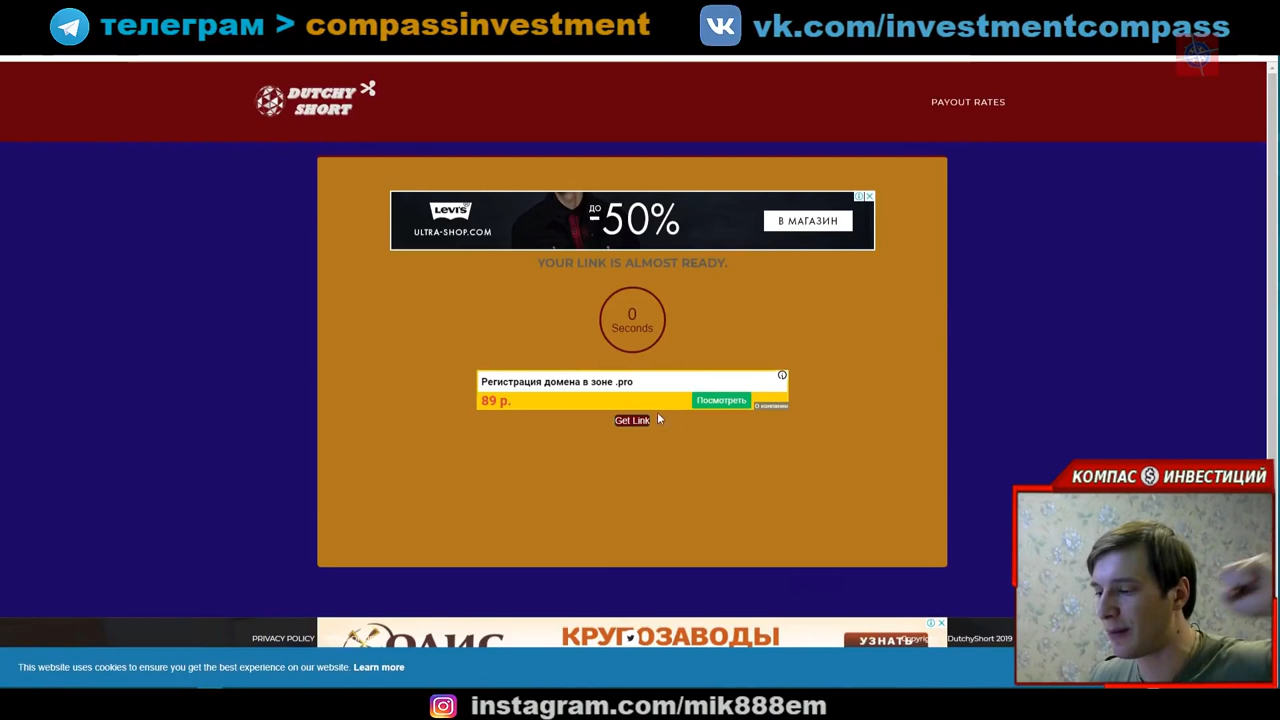 телеграм > compassinvestment
vk.com/investmentcompass
DUTCHY
SHORT
PAYOUT RATES
LEVI'S
ULTRA-SHOP.COM
ДО
-50%
В МАГАЗИН
YOUR LINK IS ALMOST READY.
0
Seconds
Регистрация домена в зоне .pro
89 р.
Посмотреть
О компании
Get Link
КОМПАС $ ИНВЕСТИЦИЙ
PRIVACY POLICY
КРУГОЗАВОДЫ
УЗНАТЬ
DutchyShort 2019
This website uses cookies to ensure you get the best experience on our website. Learn more
instagram.com/mik888em